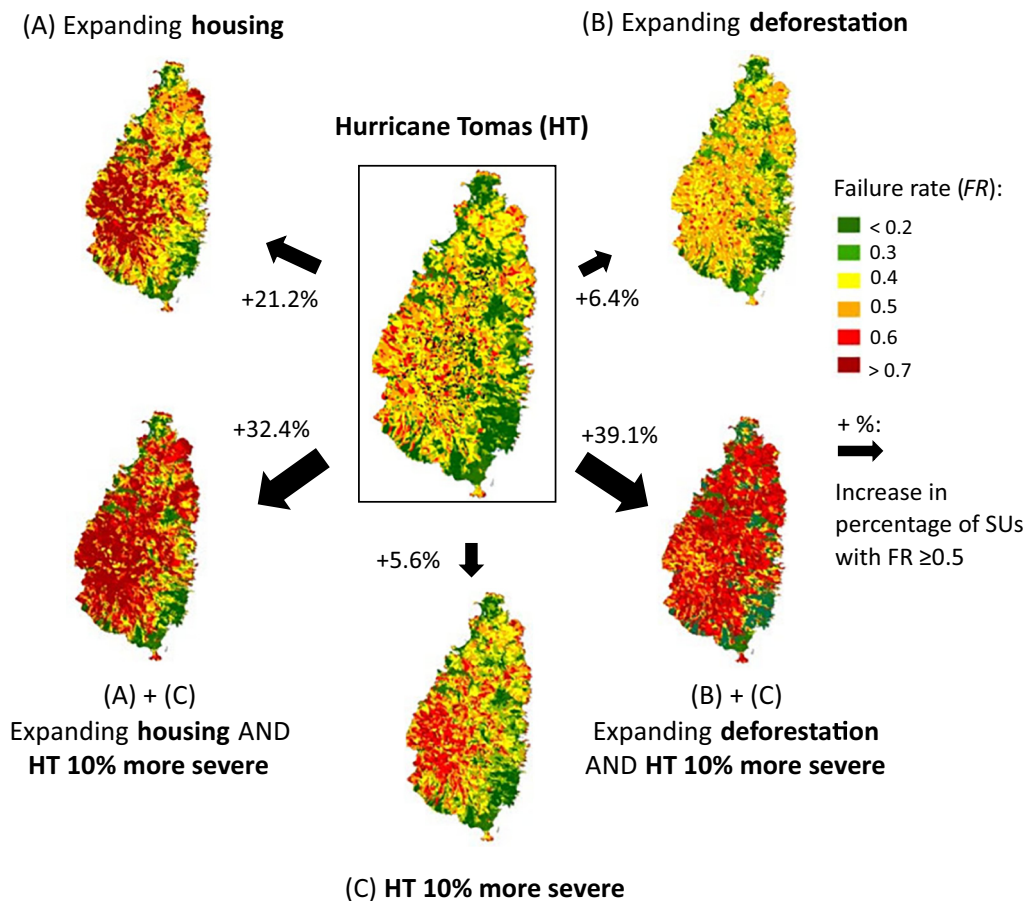 (A) Expanding housing
(B) Expanding deforestation
Hurricane Tomas (HT)
Failure rate (FR):
< 0.2
0.3
0.4
0.5
0.6
> 0.7
+21.2%
+6.4%
+32.4%
+39.1%
+ %:
Increase in
percentage of SUs
with FR ≥0.5
+5.6%
(A) + (C)
Expanding housing AND
HT 10% more severe
(B) + (C)
Expanding deforestation
AND HT 10% more severe
(C) HT 10% more severe